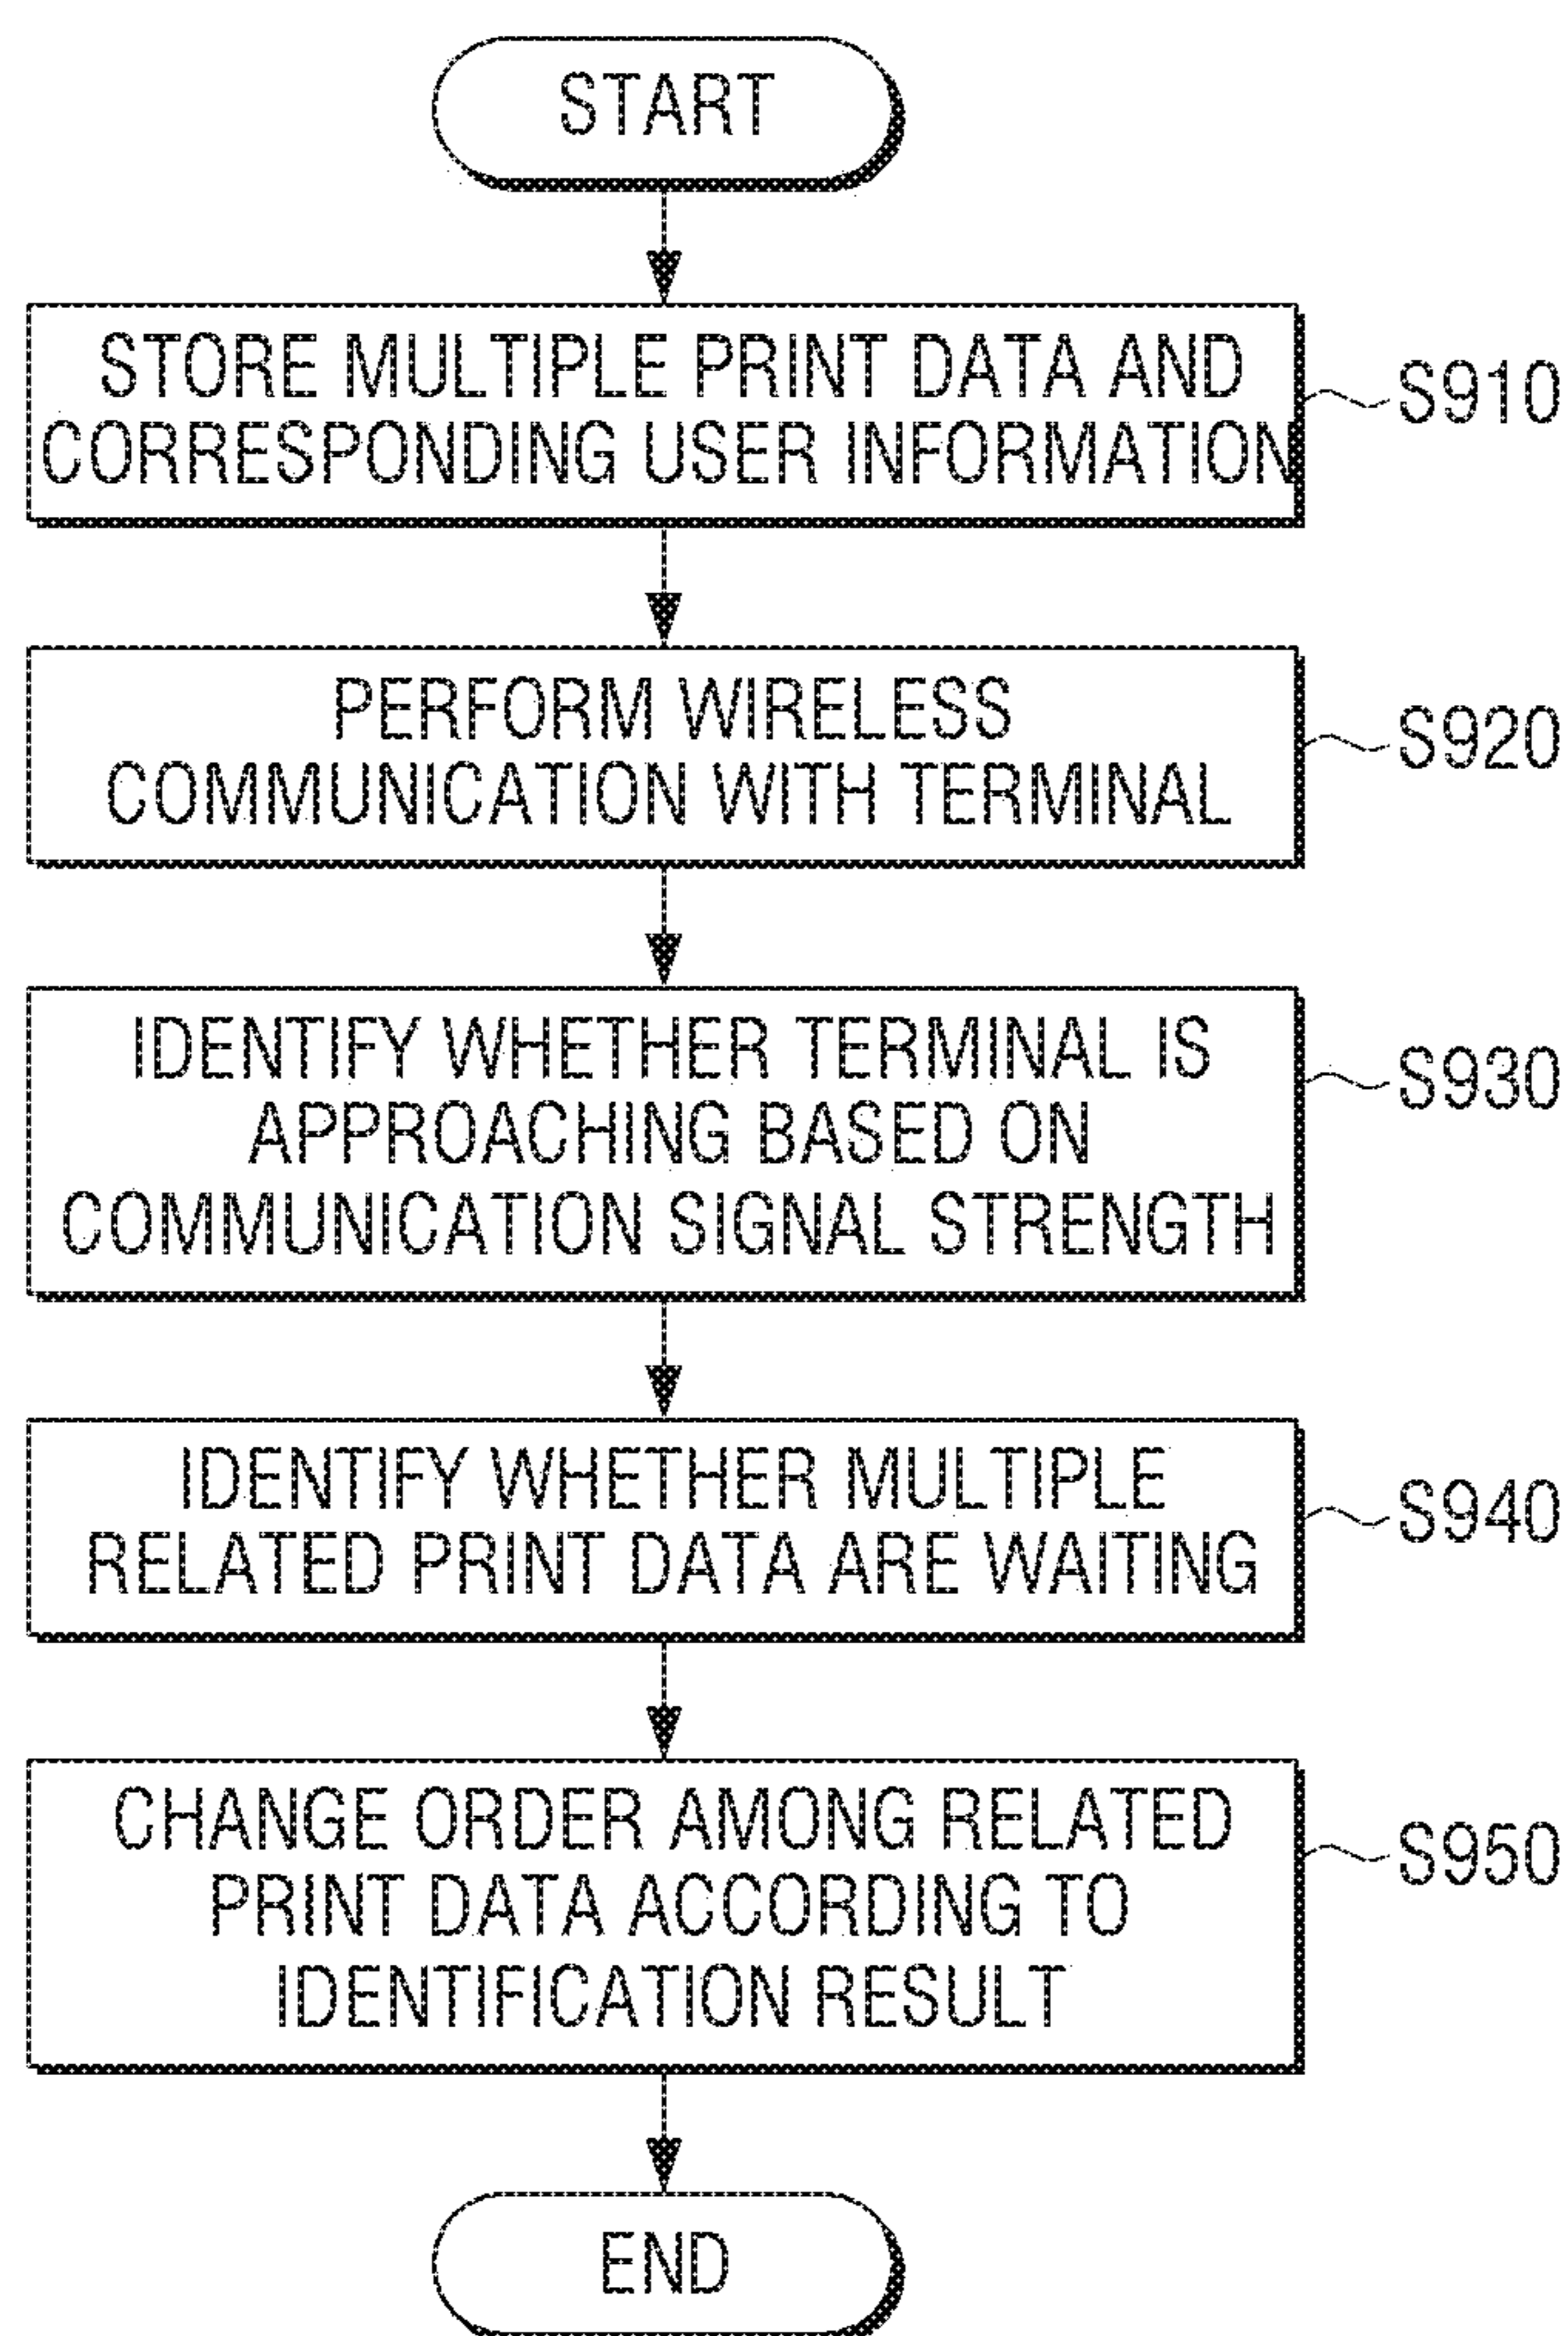 START
STORE MULTIPLE PRINT DATA AND
CORRESPONDING USER INFORMATION
S910
PERFORM WIRELESS
COMMUNICATION WITH TERMINAL
S920
IDENTIFY WHETHER TERMINAL IS
APPROACHING BASED ON
COMMUNICATION SIGNAL STRENGTH
S930
IDENTIFY WHETHER MULTIPLE
RELATED PRINT DATA ARE WAITING
S940
CHANGE ORDER AMONG RELATED
PRINT DATA ACCORDING TO
IDENTIFICATION RESULT
S950
END